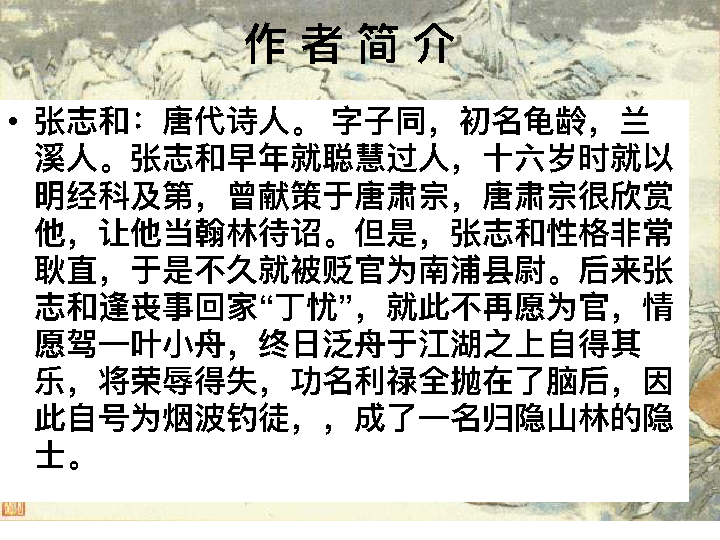 作 者 简 介
• 张志和：唐代诗人。 字子同，初名龟龄，兰
溪人。张志和早年就聪慧过人，十六岁时就以
明经科及第，曾献策于唐肃宗，唐肃宗很欣赏
他，让他当翰林待诏。但是，张志和性格非常
耿直，于是不久就被贬官为南浦县尉。后来张
志和逢丧事回家“丁忧”，就此不再愿为官，情
愿驾一叶小舟，终日泛舟于江湖之上自得其
乐，将荣辱得失，功名利禄全抛在了脑后，因
此自号为烟波钓徒，，成了一名归隐山林的隐
士。